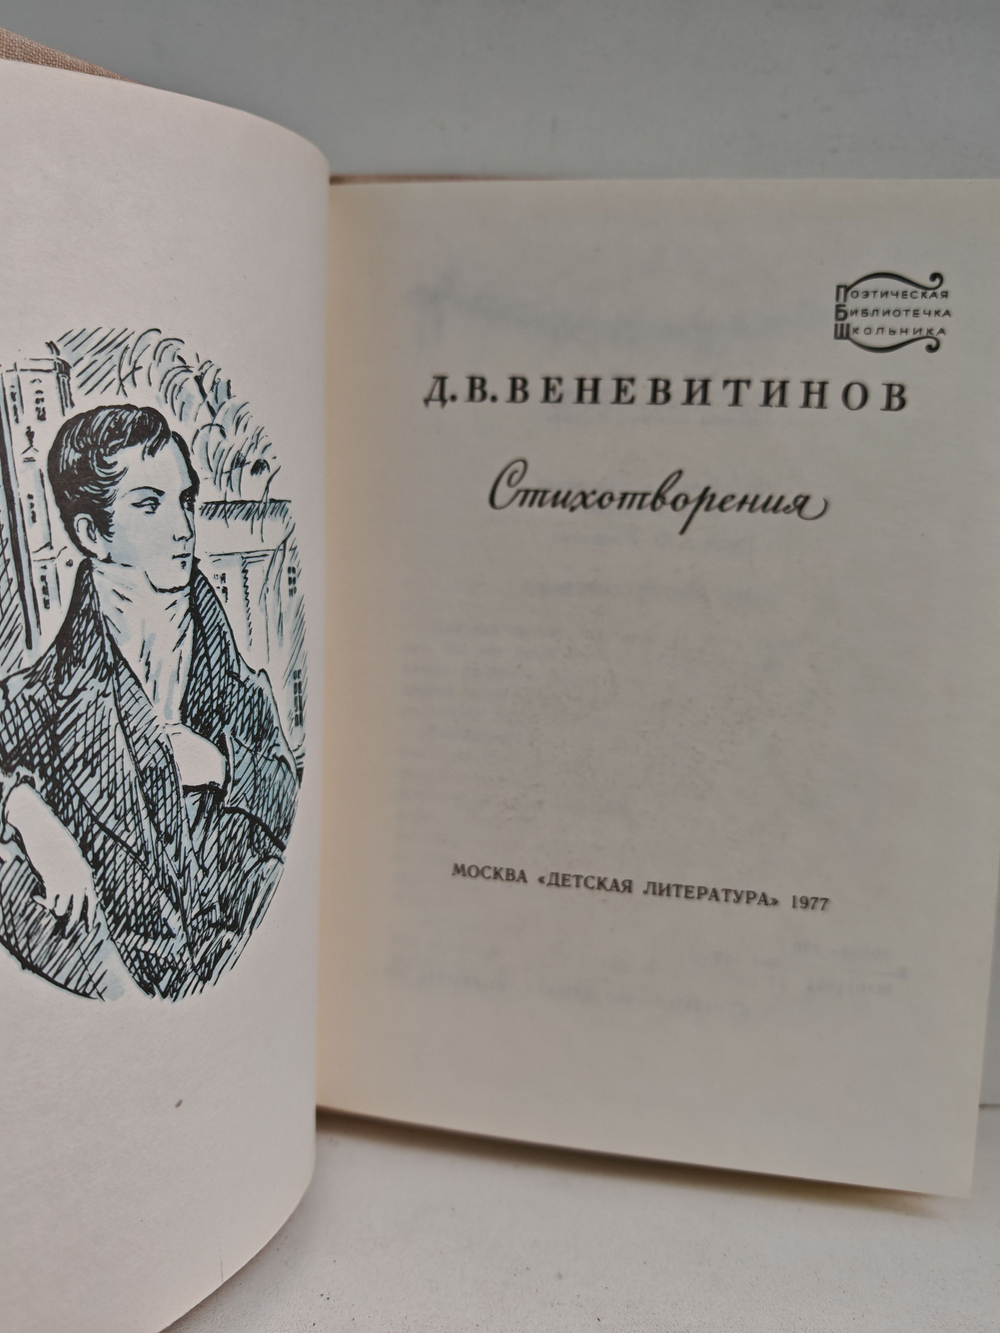 ПОЭТИЧЕСКАЯ
БИБЛИОТЕЧКА
ШКОЛЬНИКА
Д. В. ВЕНЕВИТИНОВ
Стихотворения
МОСКВА «ДЕТСКАЯ ЛИТЕРАТУРА» 1977